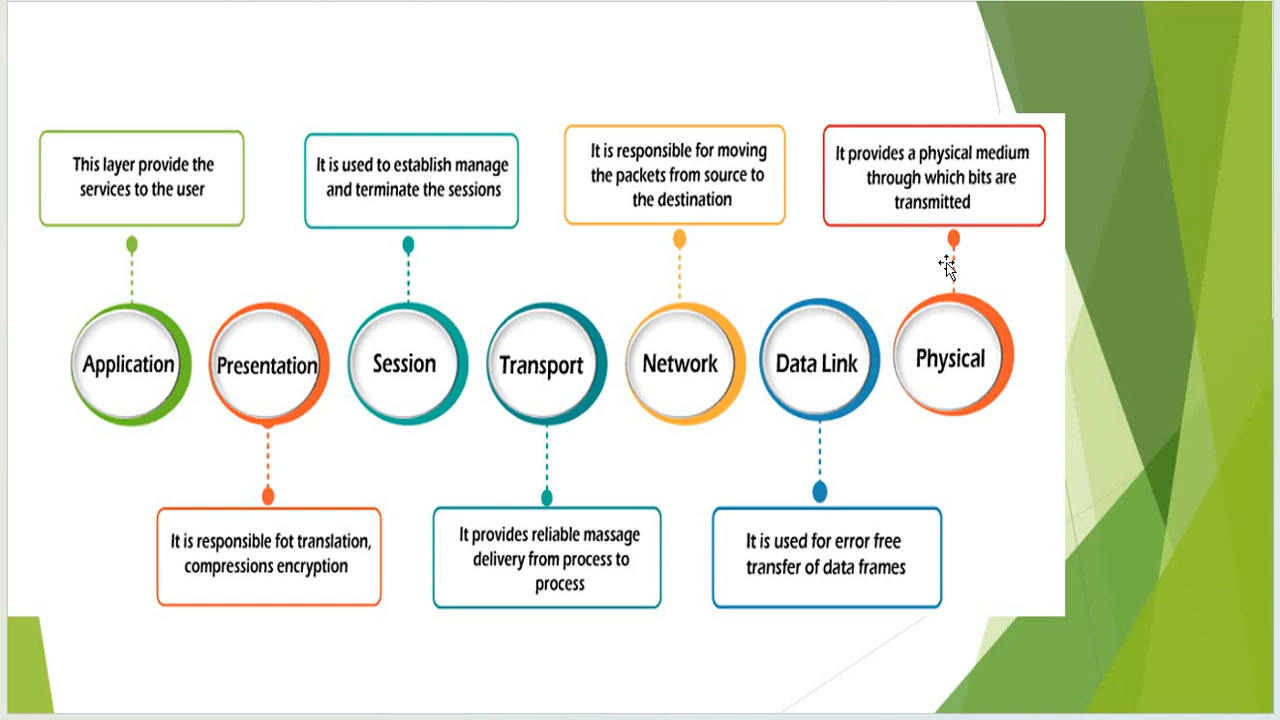 This layer provide the
services to the user
It is used to establish manage
and terminate the sessions
It is responsible for moving
the packets from source to
the destination
It provides a physical medium
through which bits are
transmitted
Application
Presentation
Session
Transport
Network
Data Link
Physical
It is responsible fot translation,
compressions encryption
It provides reliable massage
delivery from process to
process
It is used for error free
transfer of data frames